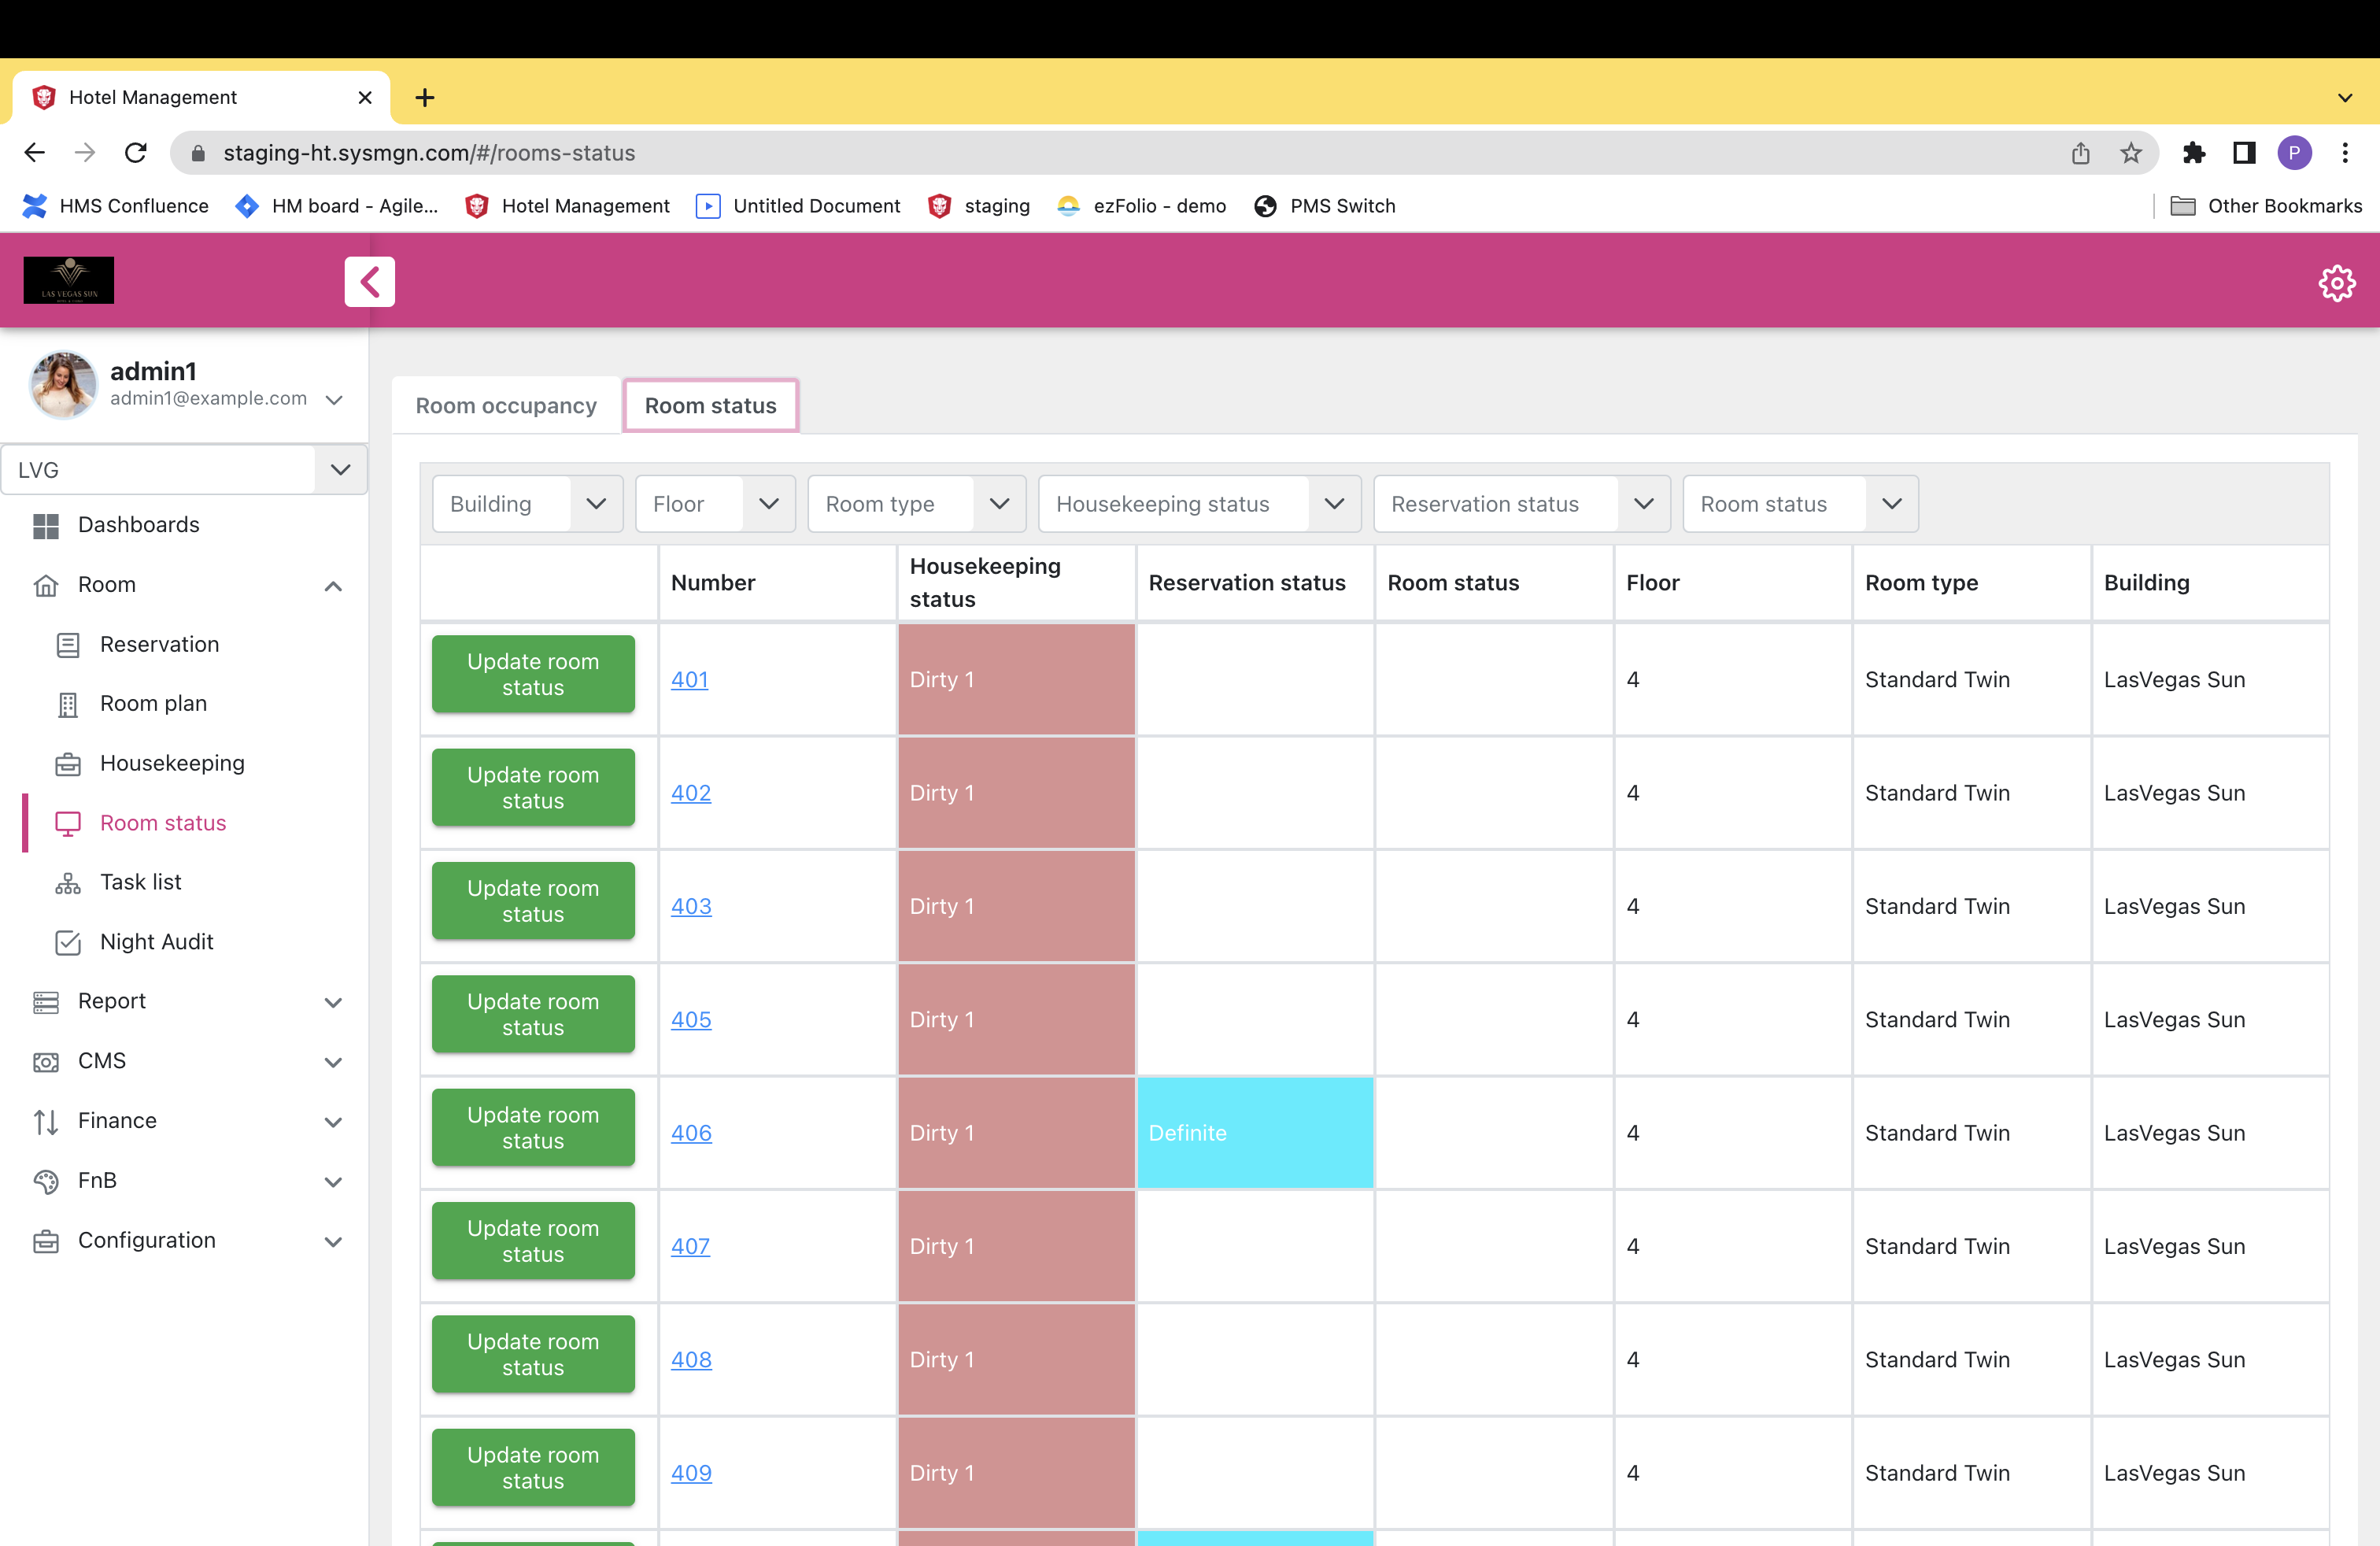 Hotel Management
staging-ht.sysmgn.com/#/rooms-status
P
HMS Confluence
HM board - Agile...
Hotel Management
Untitled Document
staging
ezFolio - demo
PMS Switch
Other Bookmarks
LAS VEGAS SUN
admin1
admin1@example.com
LVG
Dashboards
Room
Reservation
Room plan
Housekeeping
Room status
Task list
Night Audit
Report
CMS
Finance
FnB
Configuration
Room occupancy
Room status
Building
Floor
Room type
Housekeeping status
Reservation status
Room status
Number
Housekeeping
status
Reservation status
Room status
Floor
Room type
Building
Update room
status
401
Dirty 1
4
Standard Twin
LasVegas Sun
Update room
status
402
Dirty 1
4
Standard Twin
LasVegas Sun
Update room
status
403
Dirty 1
4
Standard Twin
LasVegas Sun
Update room
status
405
Dirty 1
4
Standard Twin
LasVegas Sun
Update room
status
406
Dirty 1
Definite
4
Standard Twin
LasVegas Sun
Update room
status
407
Dirty 1
4
Standard Twin
LasVegas Sun
Update room
status
408
Dirty 1
4
Standard Twin
LasVegas Sun
Update room
status
409
Dirty 1
4
Standard Twin
LasVegas Sun